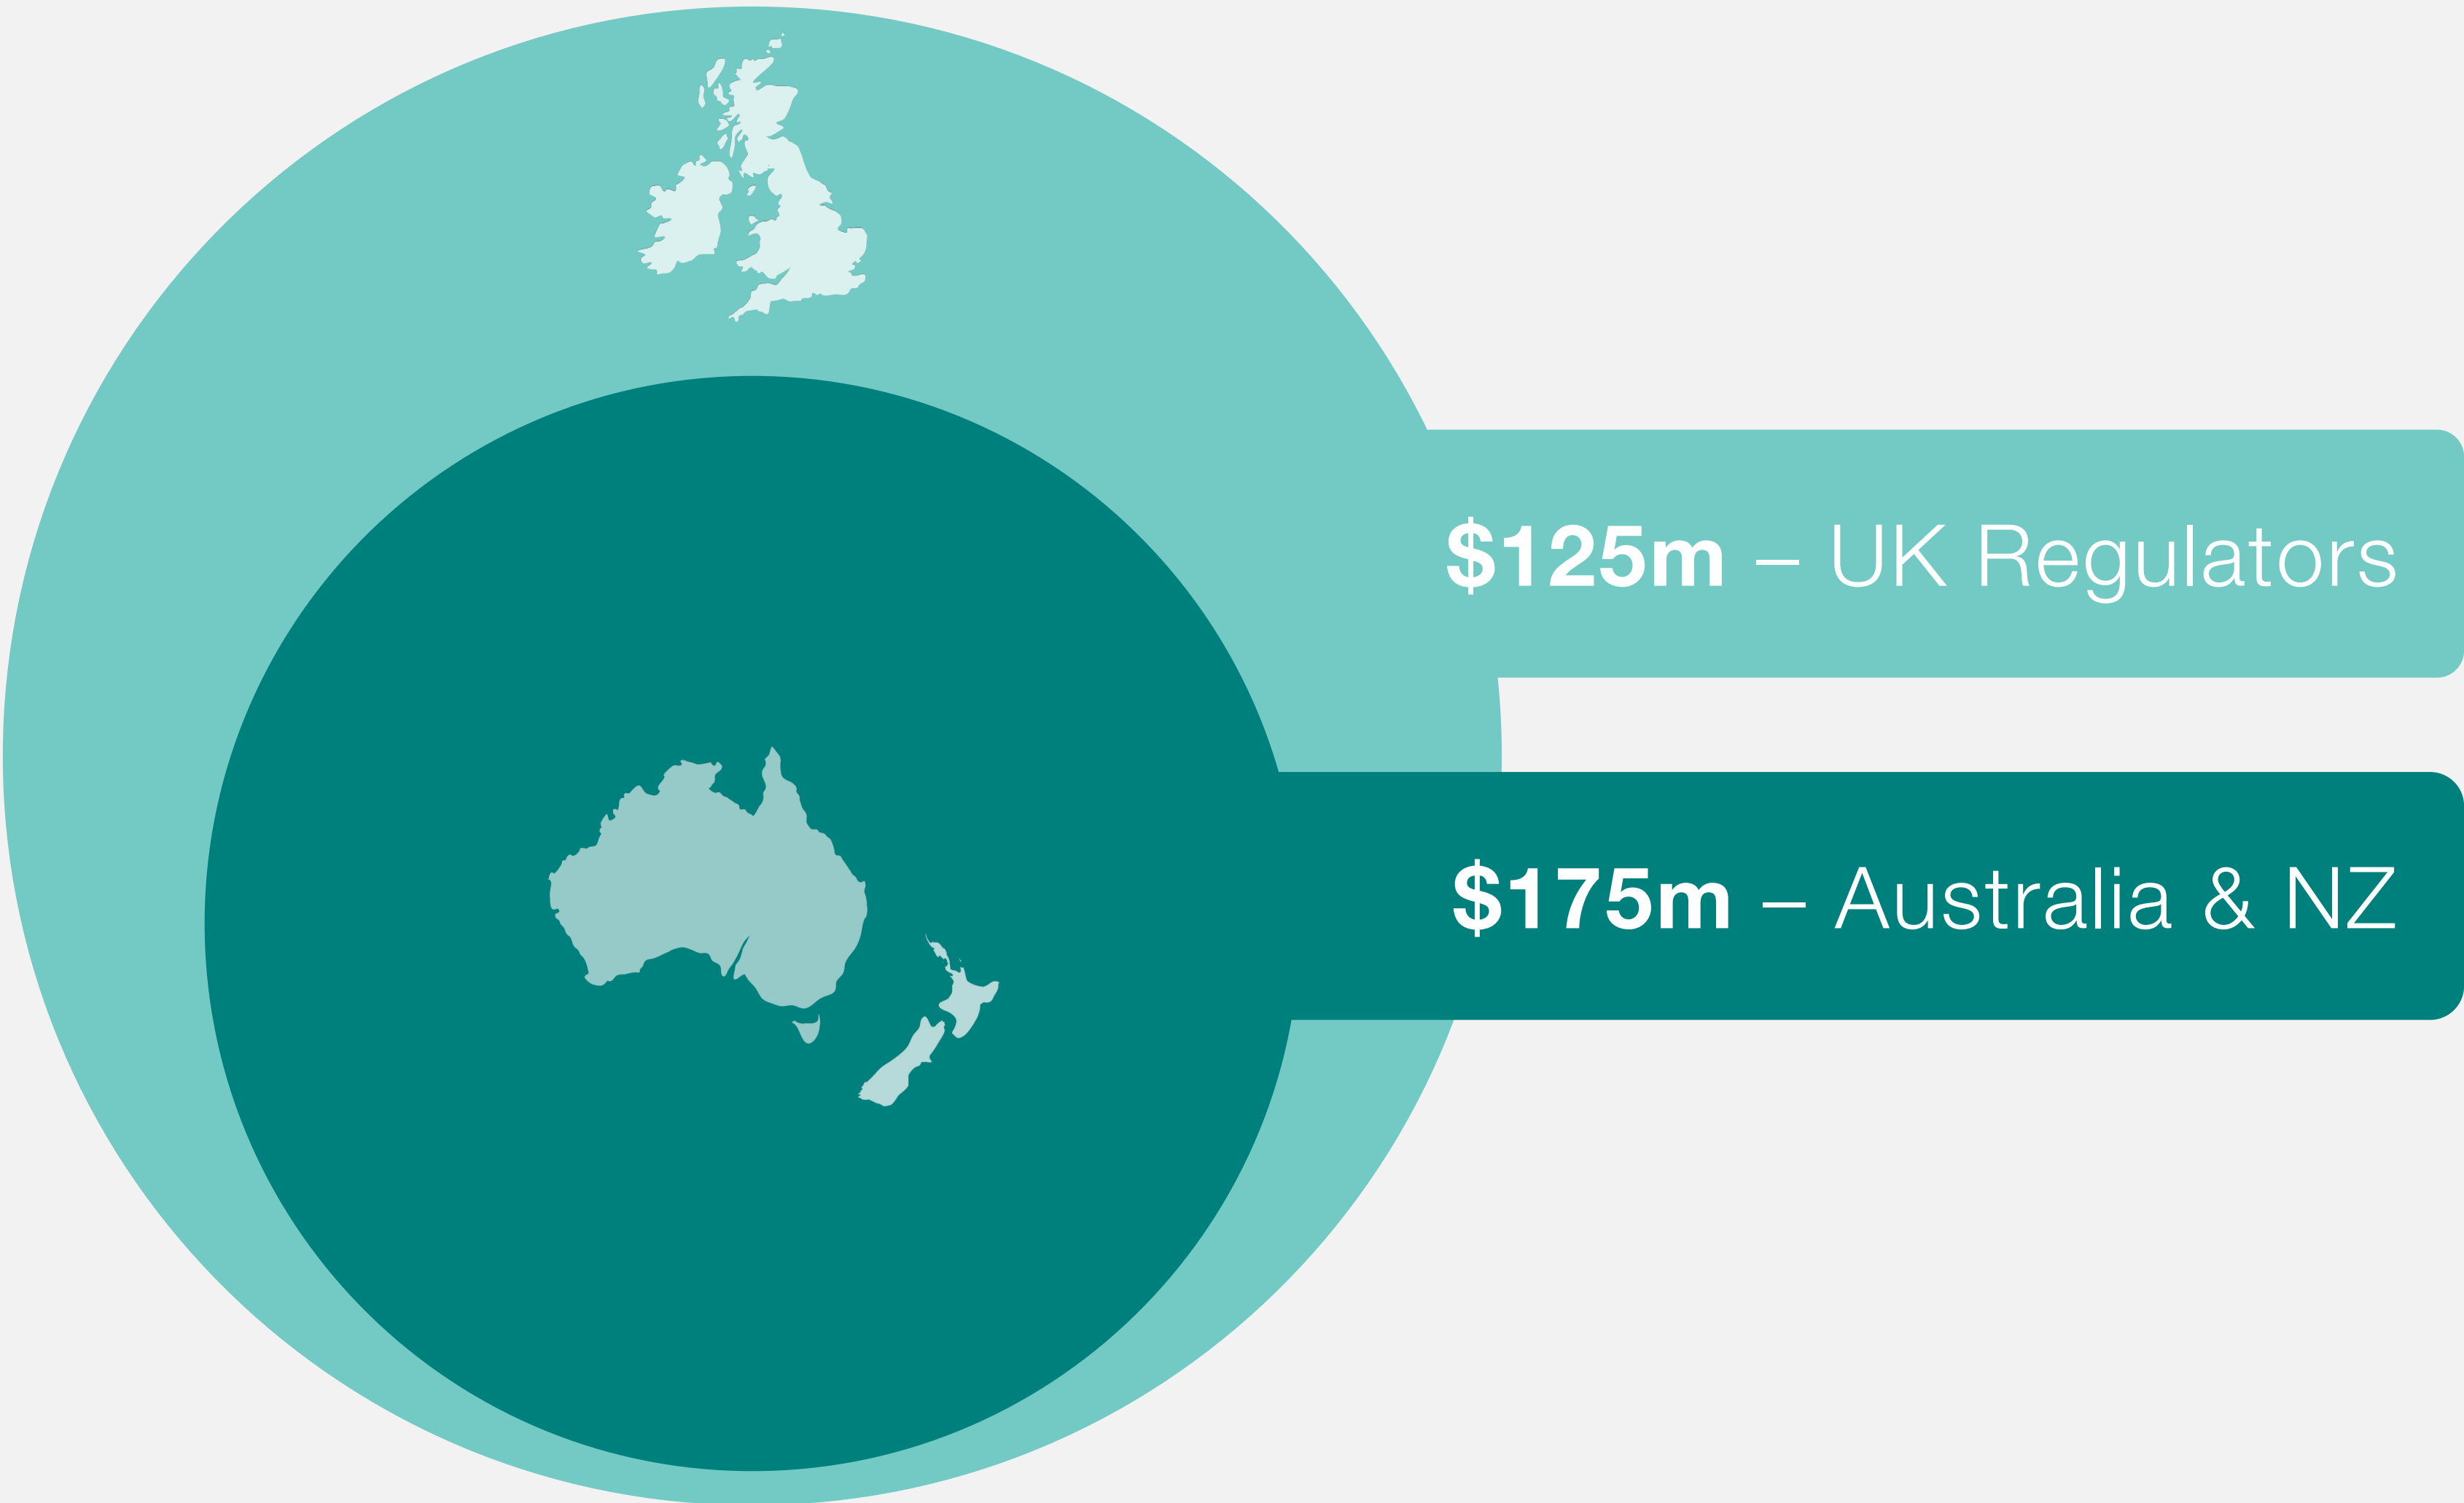 $125m — UK Regulators
$175m — Australia & NZ